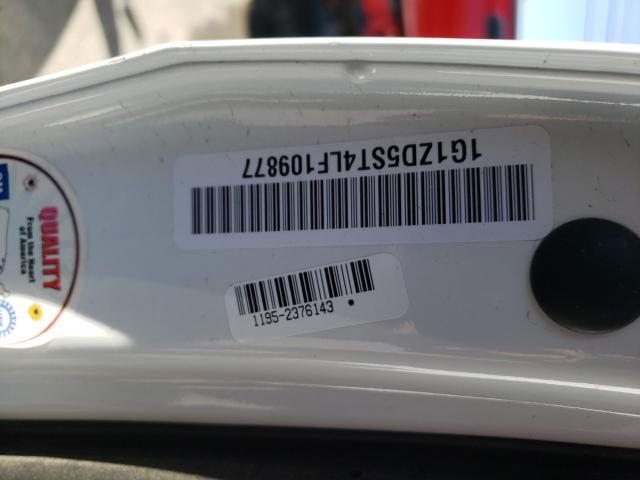 1G1ZD5ST4LF109877
1195-2376143 *
QUALITY
From the Heart
of America